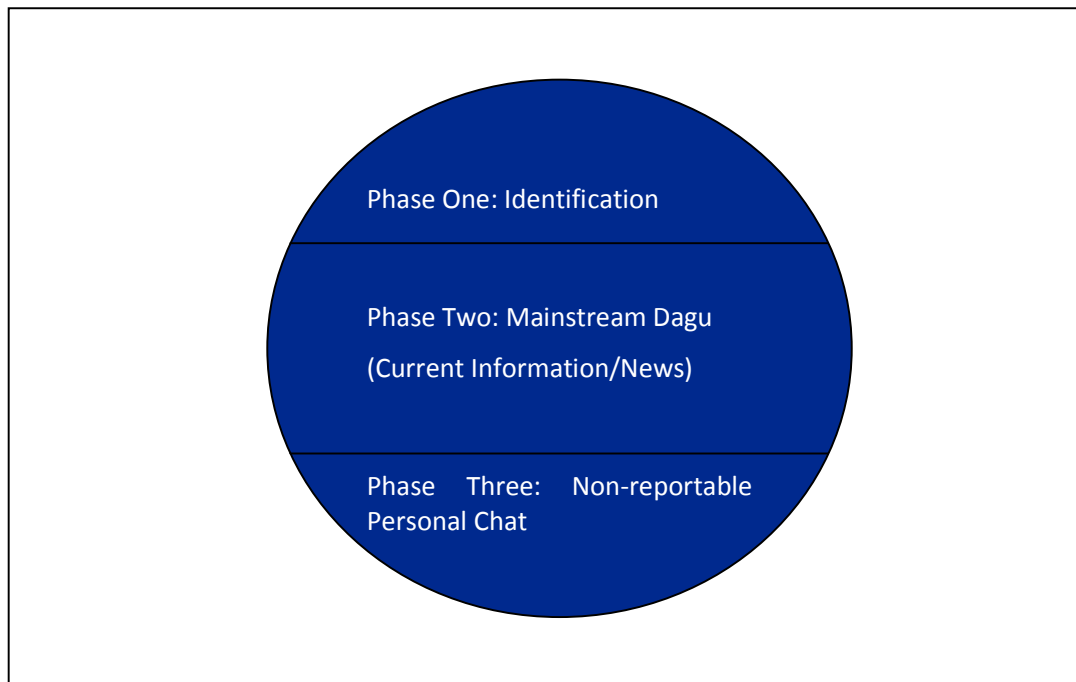 Phase One: Identification
Phase Two: Mainstream Dagu
(Current Information/News)
Phase Three: Non-reportable
Personal Chat